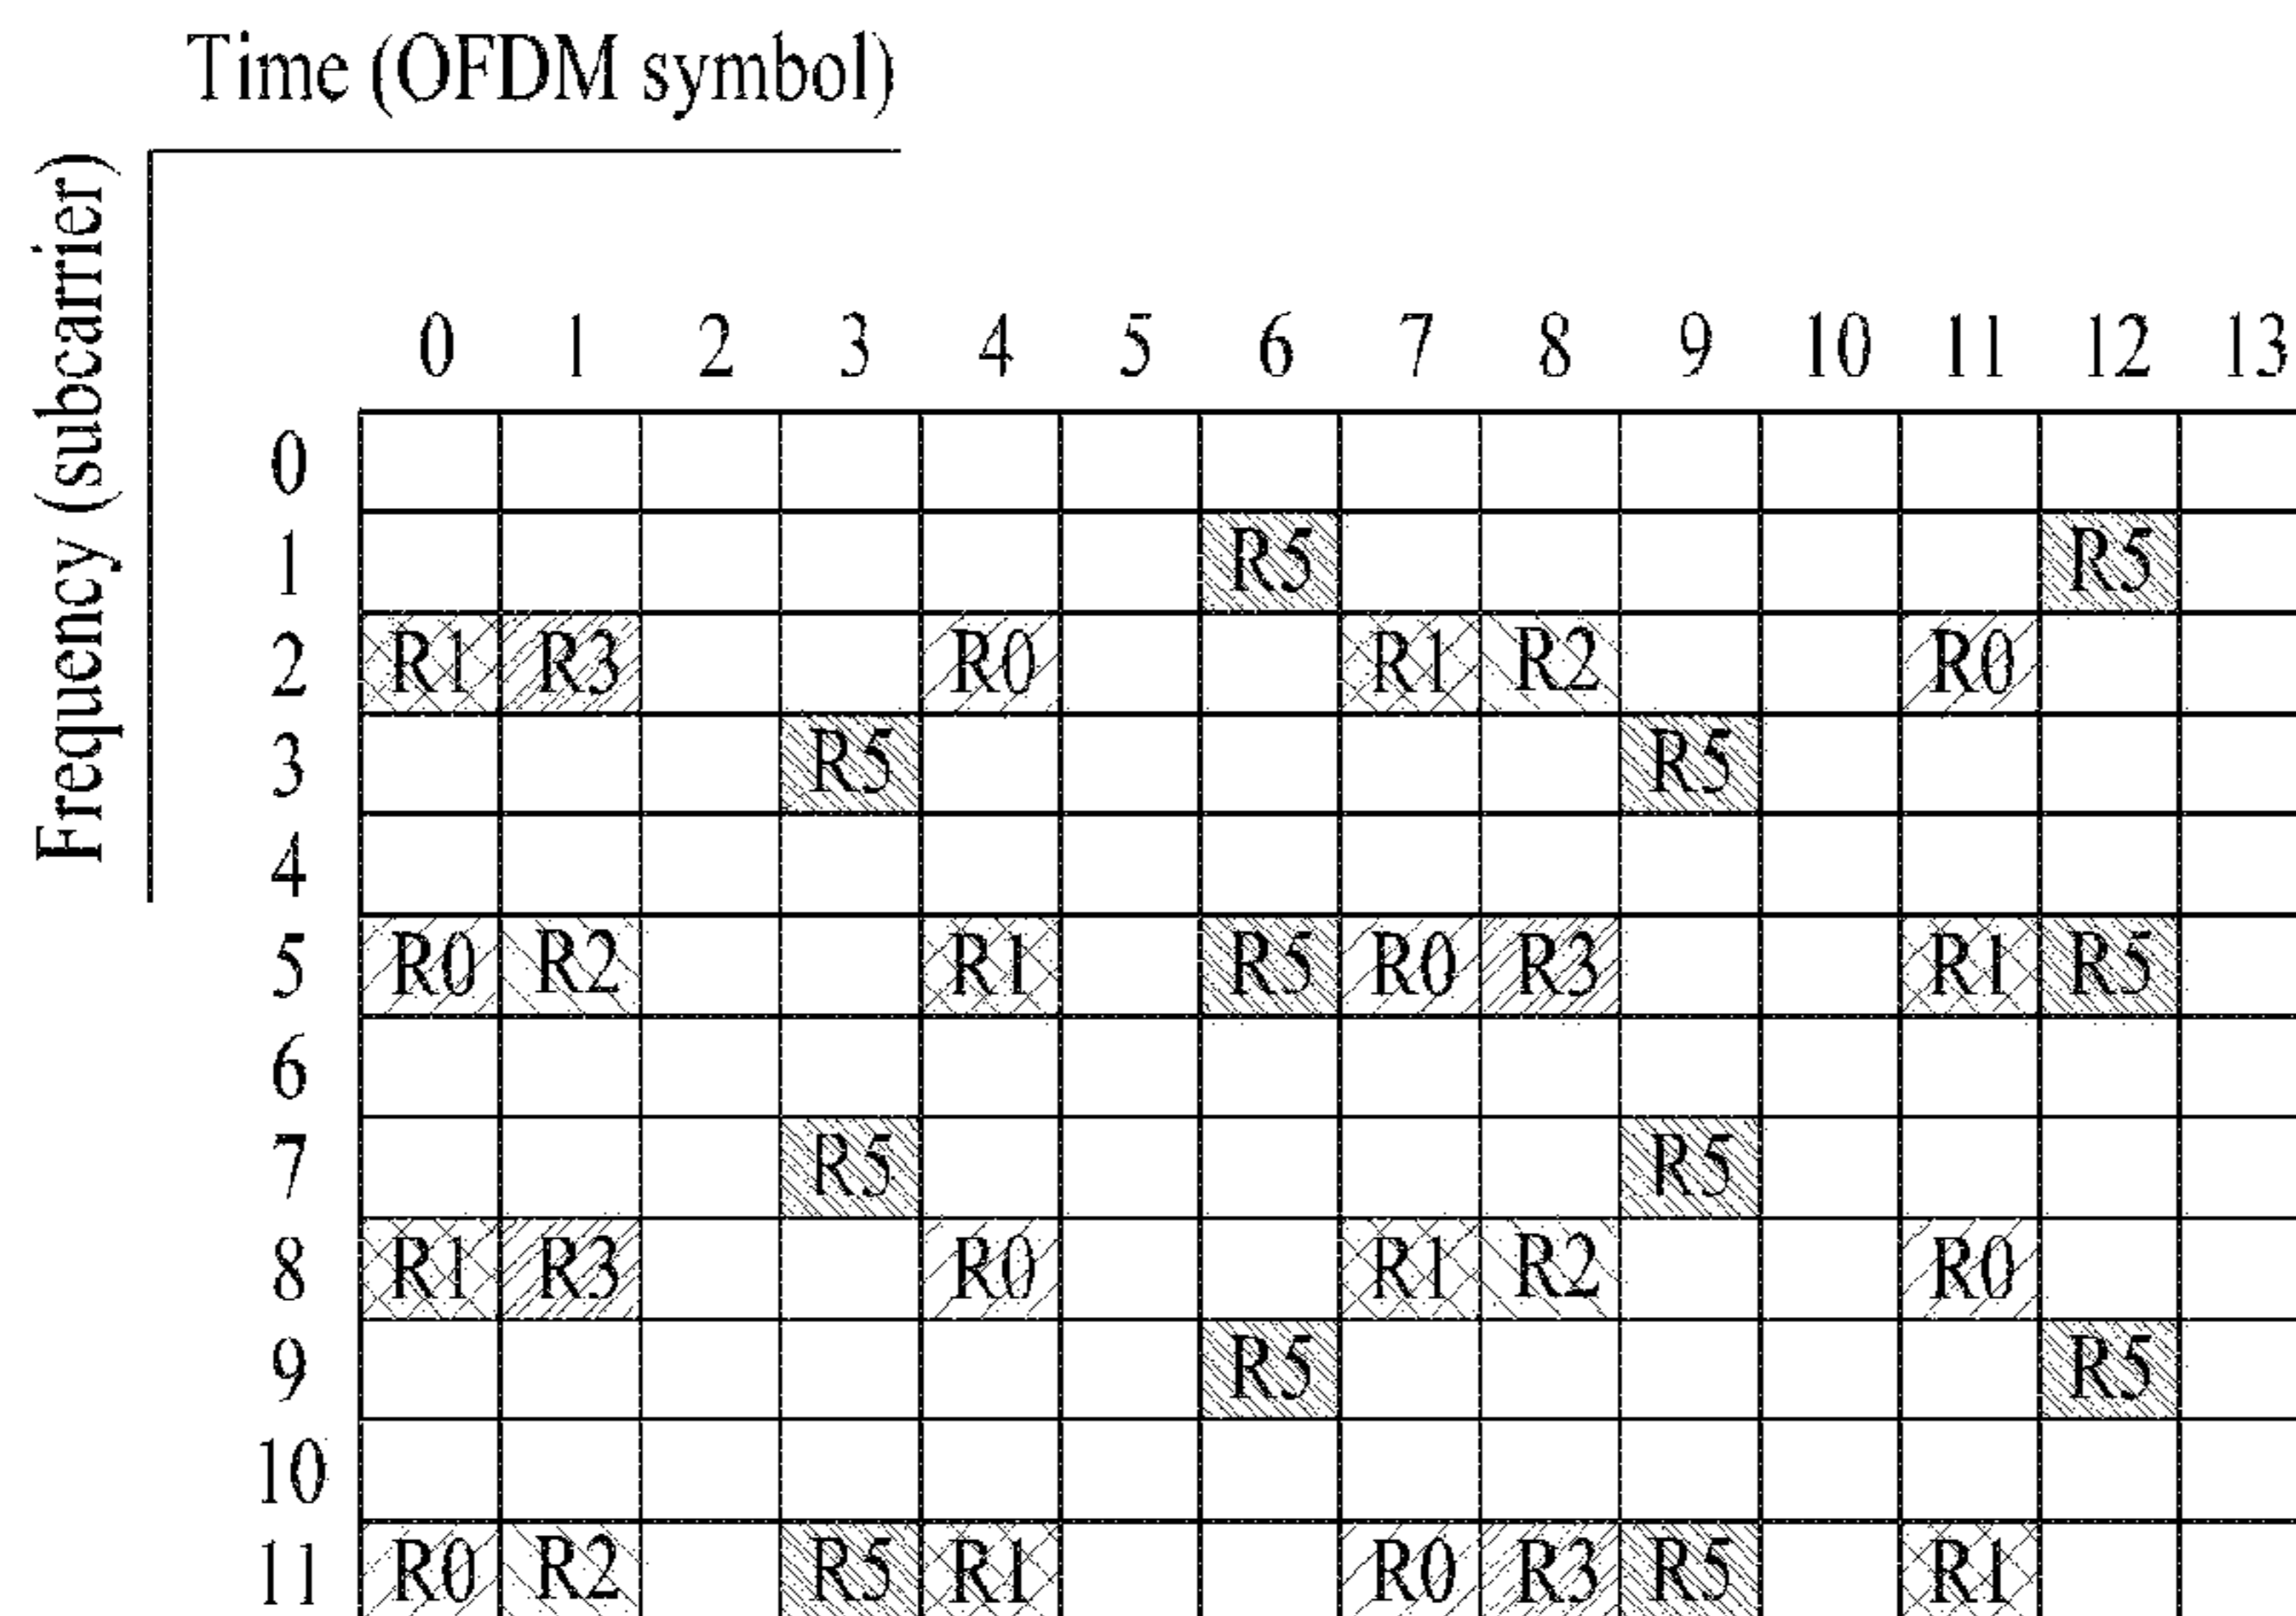 Time (OFDM symbol)
Frequency (subcarrier)
0 1 2 3 4 5 6 7 8 9 10 11 12 13
0
1 R5 R5
2 R1 R3 R0 R1 R2 R0
3 R5 R5
4
5 R0 R2 R1 R5 R0 R3 R1 R5
6
7 R5 R5
8 R1 R3 R0 R1 R2 R0
9 R5 R5
10
11 R0 R2 R5 R1 R0 R3 R5 R1